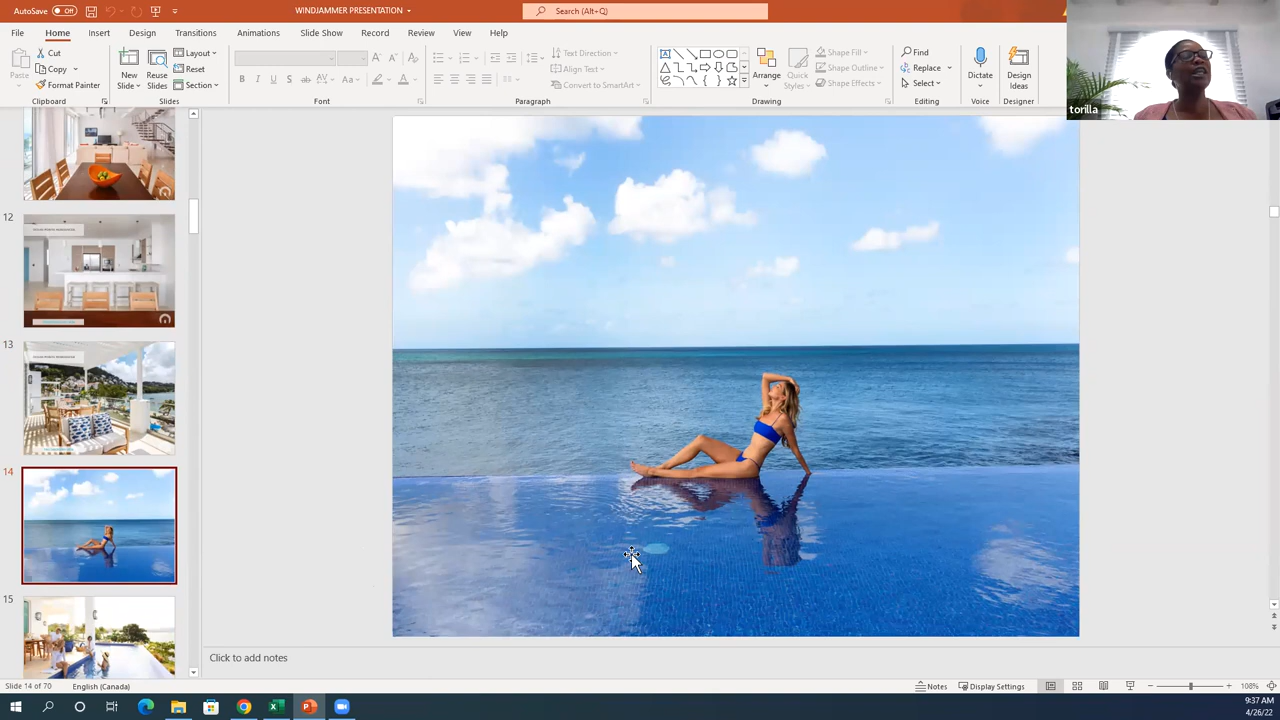 AutoSave Off
WINDJAMMER PRESENTATION
Search (Alt+Q)
File Home Insert Design Transitions Animations Slide Show Record Review View Help
Paste
Cut
Copy
Format Painter
Clipboard
New Slide
Reuse Slides
Layout
Reset
Section
Slides
B I U S ab AV Aa A
Font
Text Direction
Align Text
Convert to SmartArt
Paragraph
Arrange
Quick Styles
Shape Fill
Shape Outline
Shape Effects
Drawing
Find
Replace
Select
Editing
Dictate
Voice
Design Ideas
Designer
torilla
12
13
14
15
Click to add notes
Slide 14 of 70
English (Canada)
Notes
Display Settings
108%
9:37 AM
4/26/22